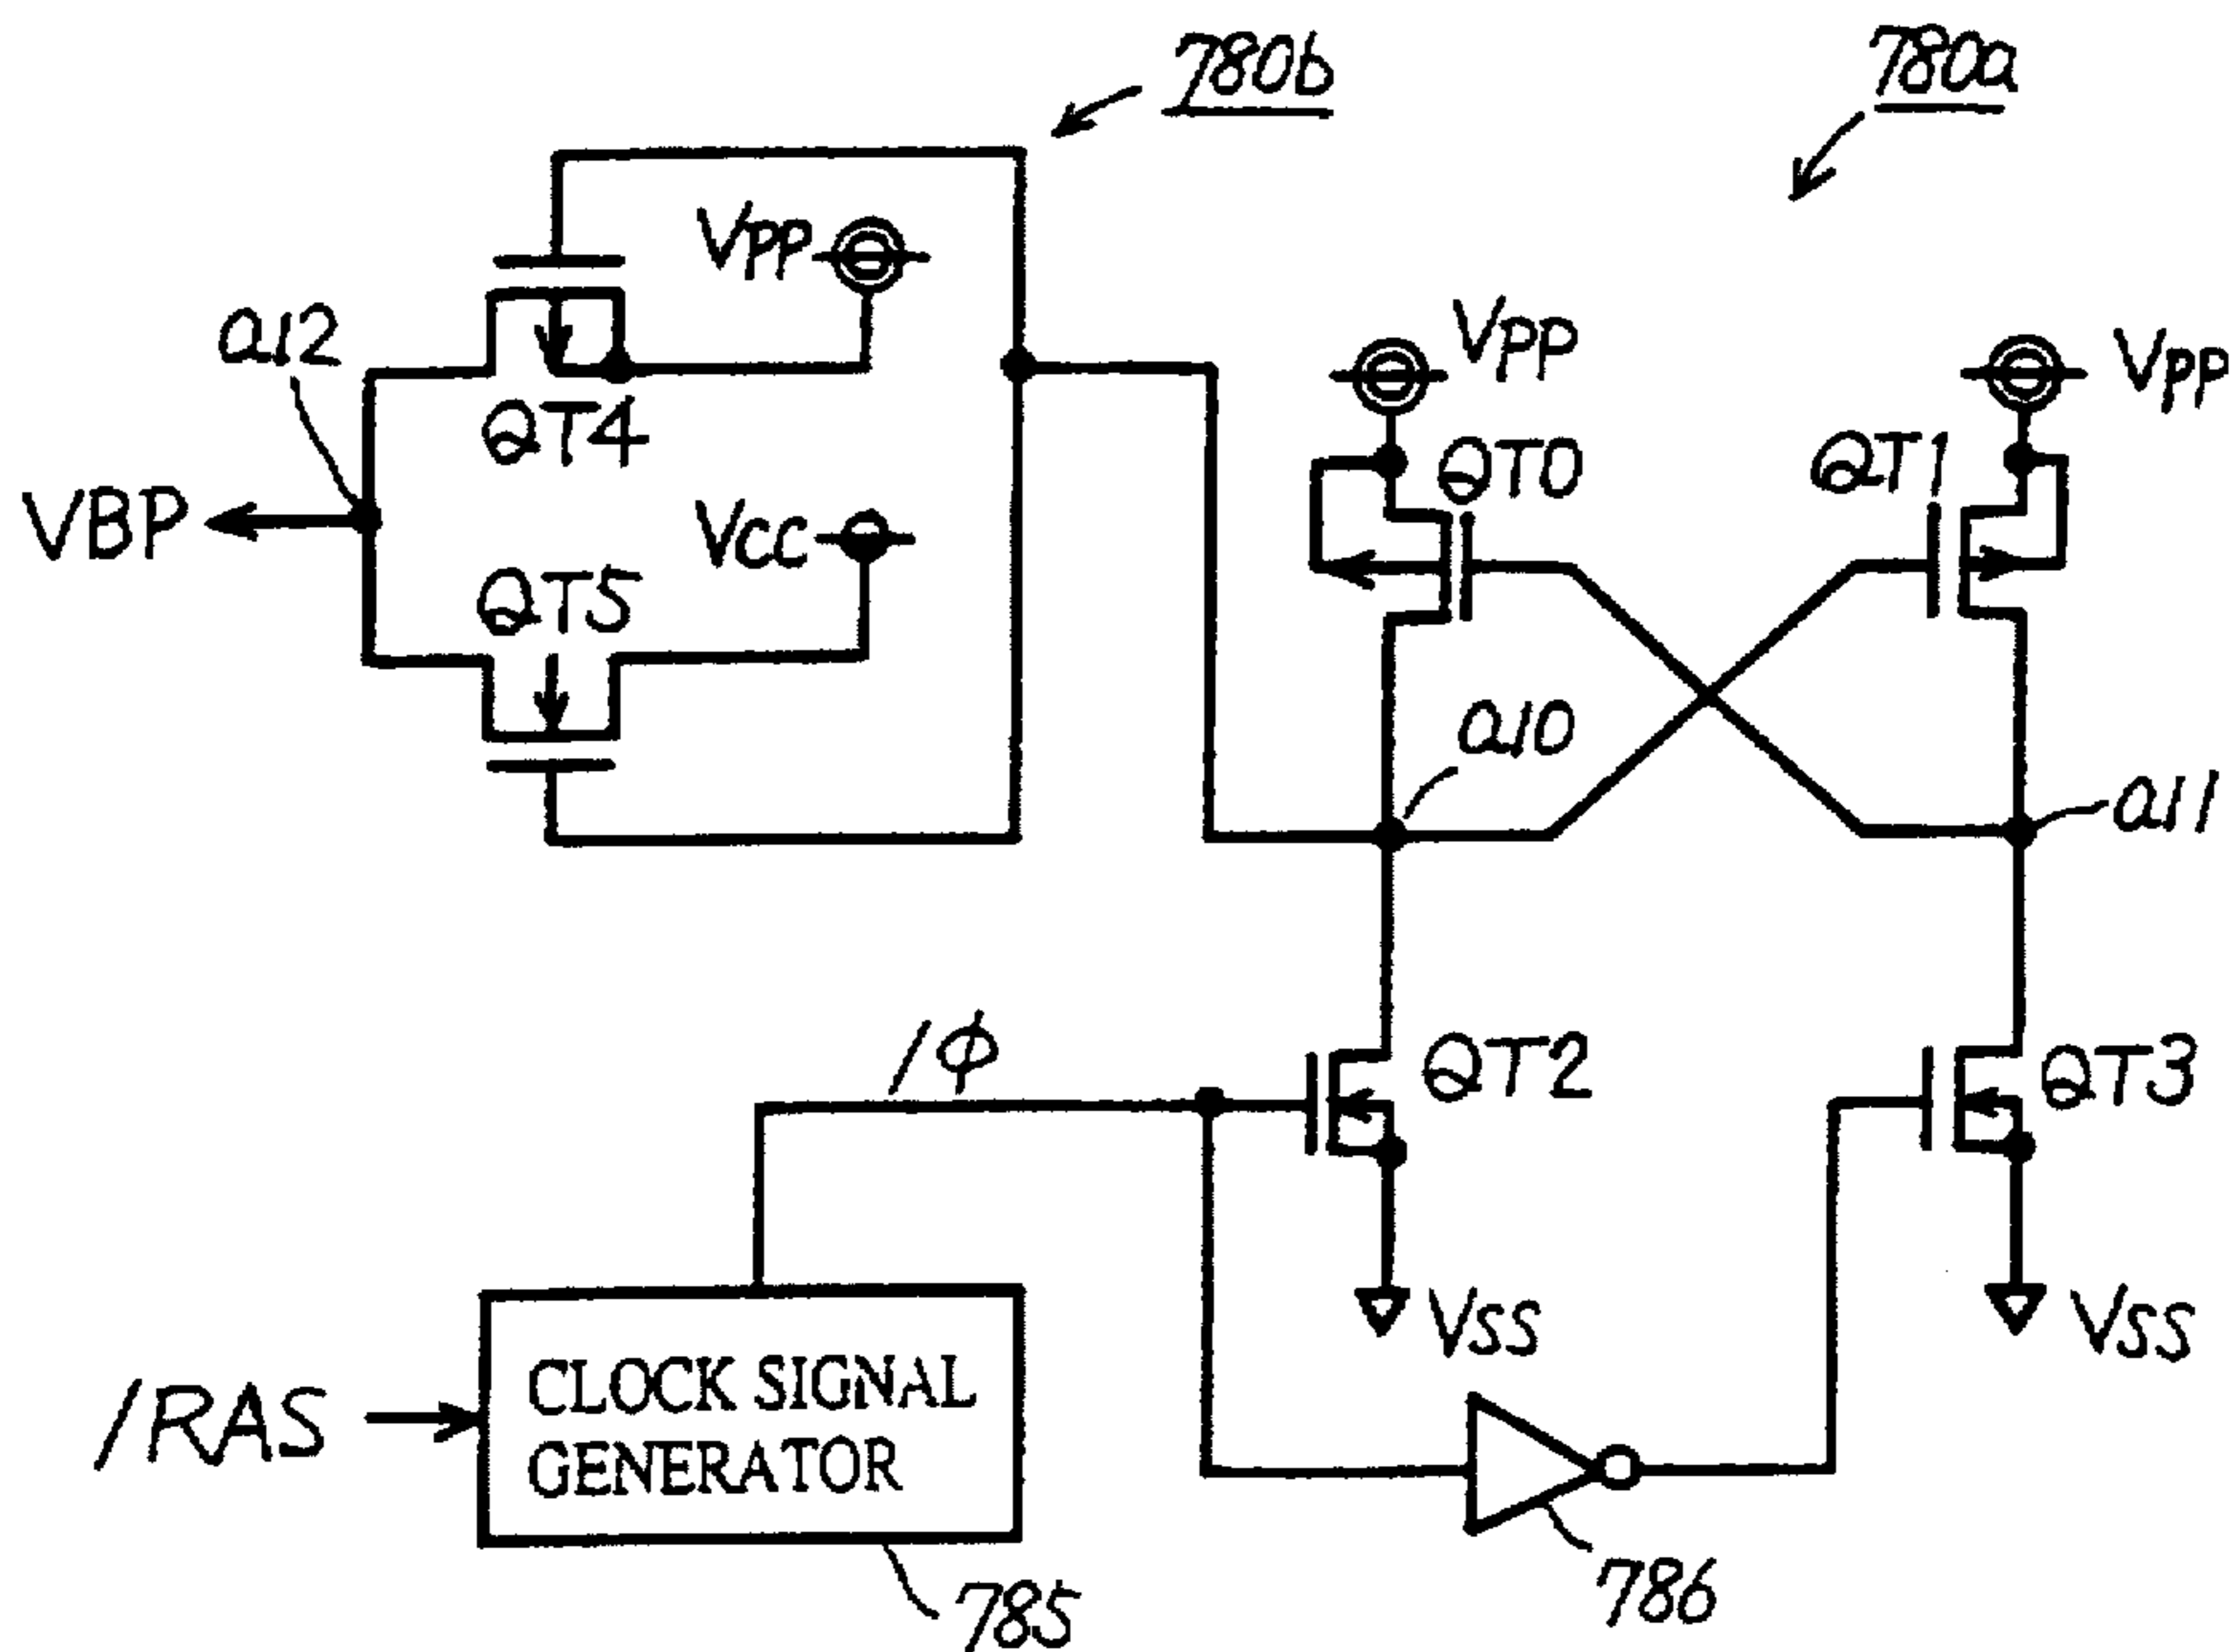 780b
780a
VPP
a12
VPP
VPP
QT4
QT0
QT1
VBP
VCC
QT5
a10
a11
/φ
QT2
QT3
VSS
VSS
/RAS
CLOCK SIGNAL
GENERATOR
785
786